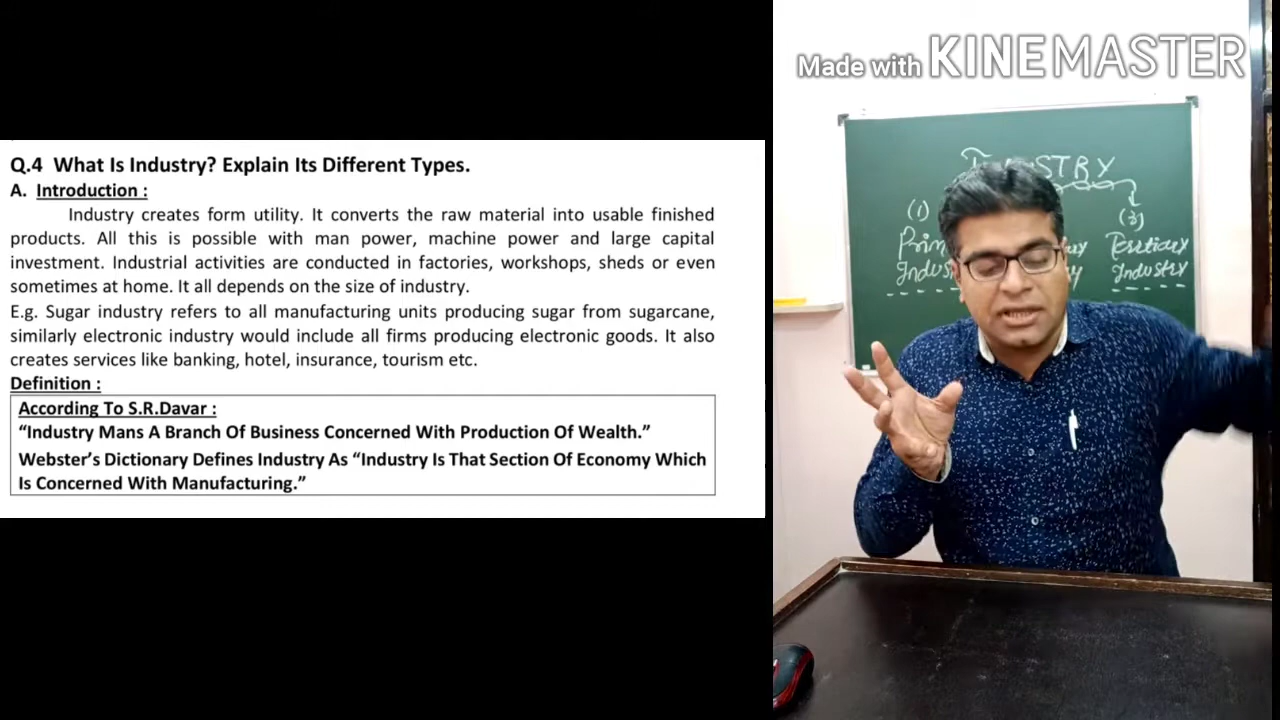 Q.4 What Is Industry? Explain Its Different Types.
A. Introduction :
Industry creates form utility. It converts the raw material into usable finished
products. All this is possible with man power, machine power and large capital
investment. Industrial activities are conducted in factories, workshops, sheds or even
sometimes at home. It all depends on the size of industry.
E.g. Sugar industry refers to all manufacturing units producing sugar from sugarcane,
similarly electronic industry would include all firms producing electronic goods. It also
creates services like banking, hotel, insurance, tourism etc.
Definition :
According To S.R.Davar :
“Industry Mans A Branch Of Business Concerned With Production Of Wealth.”
Webster’s Dictionary Defines Industry As “Industry Is That Section Of Economy Which
Is Concerned With Manufacturing.”
Made with KINEMASTER
(1)
(3)
Tertiary
Industry